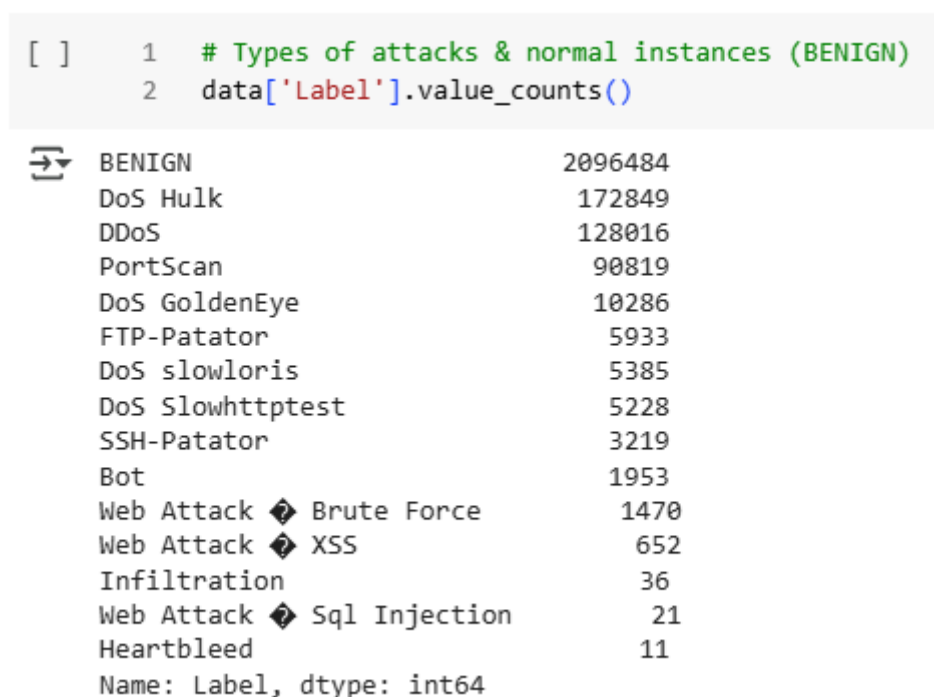 [ ] 1 # Types of attacks & normal instances (BENIGN)
2 data['Label'].value_counts()
BENIGN 2096484
DoS Hulk 172849
DDoS 128016
PortScan 90819
DoS GoldenEye 10286
FTP-Patator 5933
DoS slowloris 5385
DoS Slowhttptest 5228
SSH-Patator 3219
Bot 1953
Web Attack � Brute Force 1470
Web Attack � XSS 652
Infiltration 36
Web Attack � Sql Injection 21
Heartbleed 11
Name: Label, dtype: int64